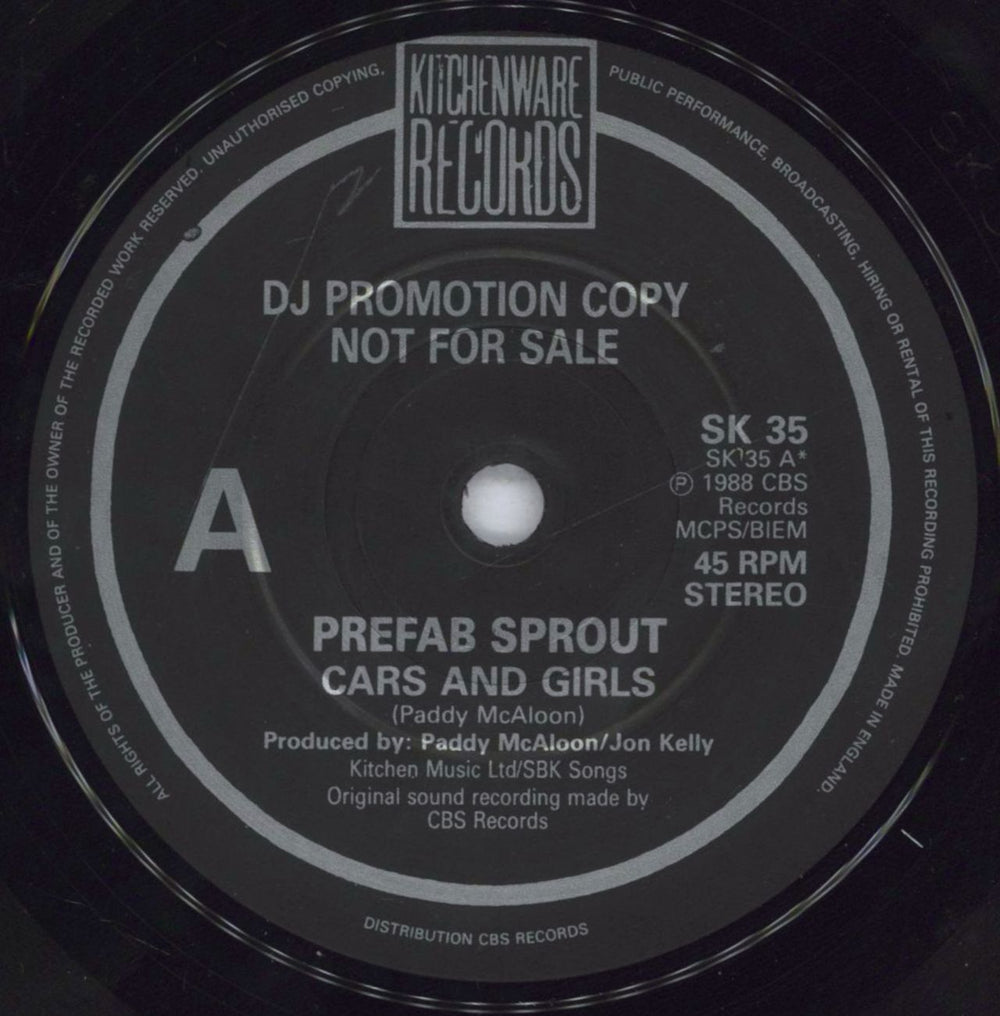 KITCHENWARE
RECORDS
DJ PROMOTION COPY
NOT FOR SALE
A
SK 35
SK 35 A*
Ⓟ 1988 CBS
Records
MCPS/BIEM
45 RPM
STEREO
PREFAB SPROUT
CARS AND GIRLS
(Paddy McAloon)
Produced by: Paddy McAloon/Jon Kelly
Kitchen Music Ltd/SBK Songs
Original sound recording made by
CBS Records
ALL RIGHTS OF THE PRODUCER AND OF THE OWNER OF THE RECORDED WORK RESERVED. UNAUTHORISED COPYING,
PUBLIC PERFORMANCE, BROADCASTING, HIRING OR RENTAL OF THIS RECORDING PROHIBITED. MADE IN ENGLAND.
DISTRIBUTION CBS RECORDS